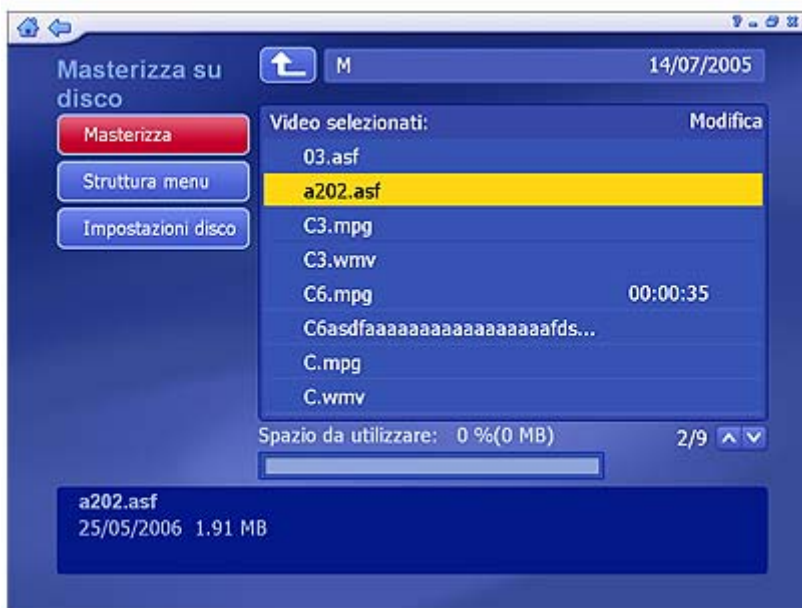 Masterizza su
disco
M 14/07/2005
Masterizza
Struttura menu
Impostazioni disco
Video selezionati: Modifica
03.asf
a202.asf
C3.mpg
C3.wmv
C6.mpg 00:00:35
C6asdfaaaaaaaaaaaaaaaaaafds...
C.mpg
C.wmv
Spazio da utilizzare: 0 %(0 MB) 2/9
a202.asf
25/05/2006 1.91 MB